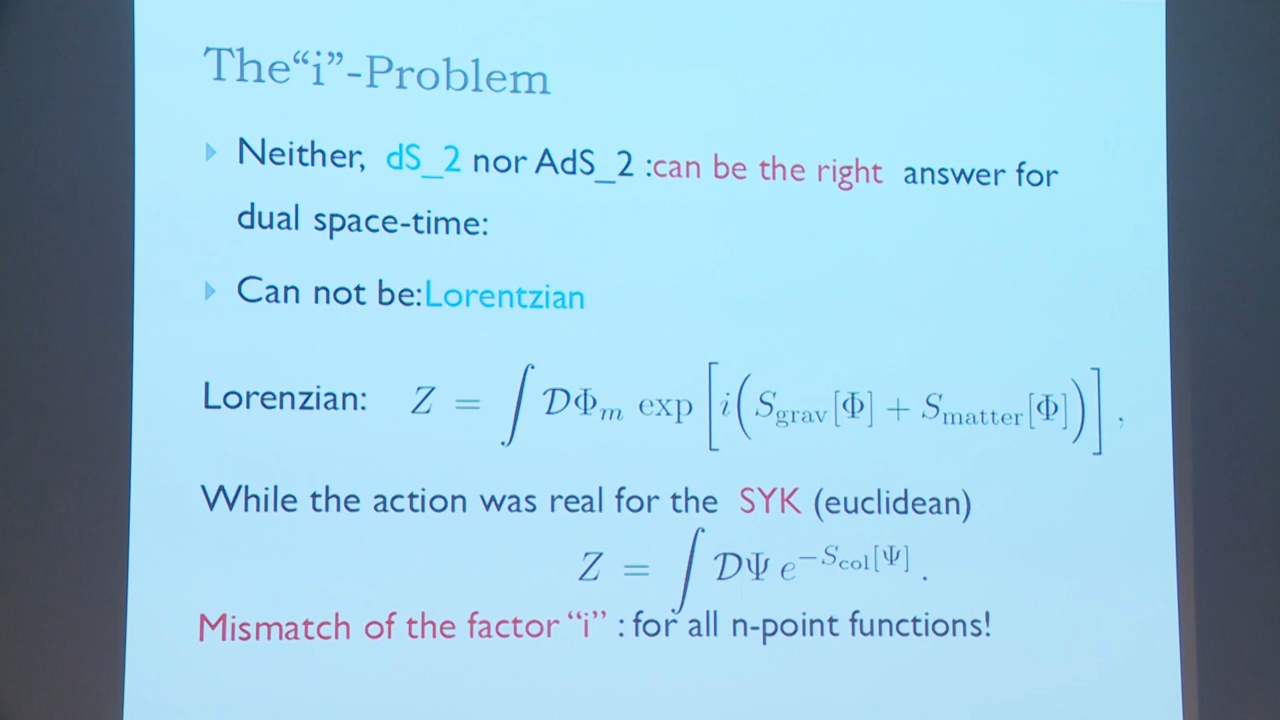 The“i”-Problem
Neither, dS_2 nor AdS_2 :can be the right answer for
dual space-time:
Can not be:Lorentzian
Lorenzian: Z = ∫ 𝒟Φ_m exp [i(S_grav[Φ] + S_matter[Φ])] ,
While the action was real for the SYK (euclidean)
Z = ∫ 𝒟Ψ e^{−S_col[Ψ]} .
Mismatch of the factor “i” : for all n-point functions!